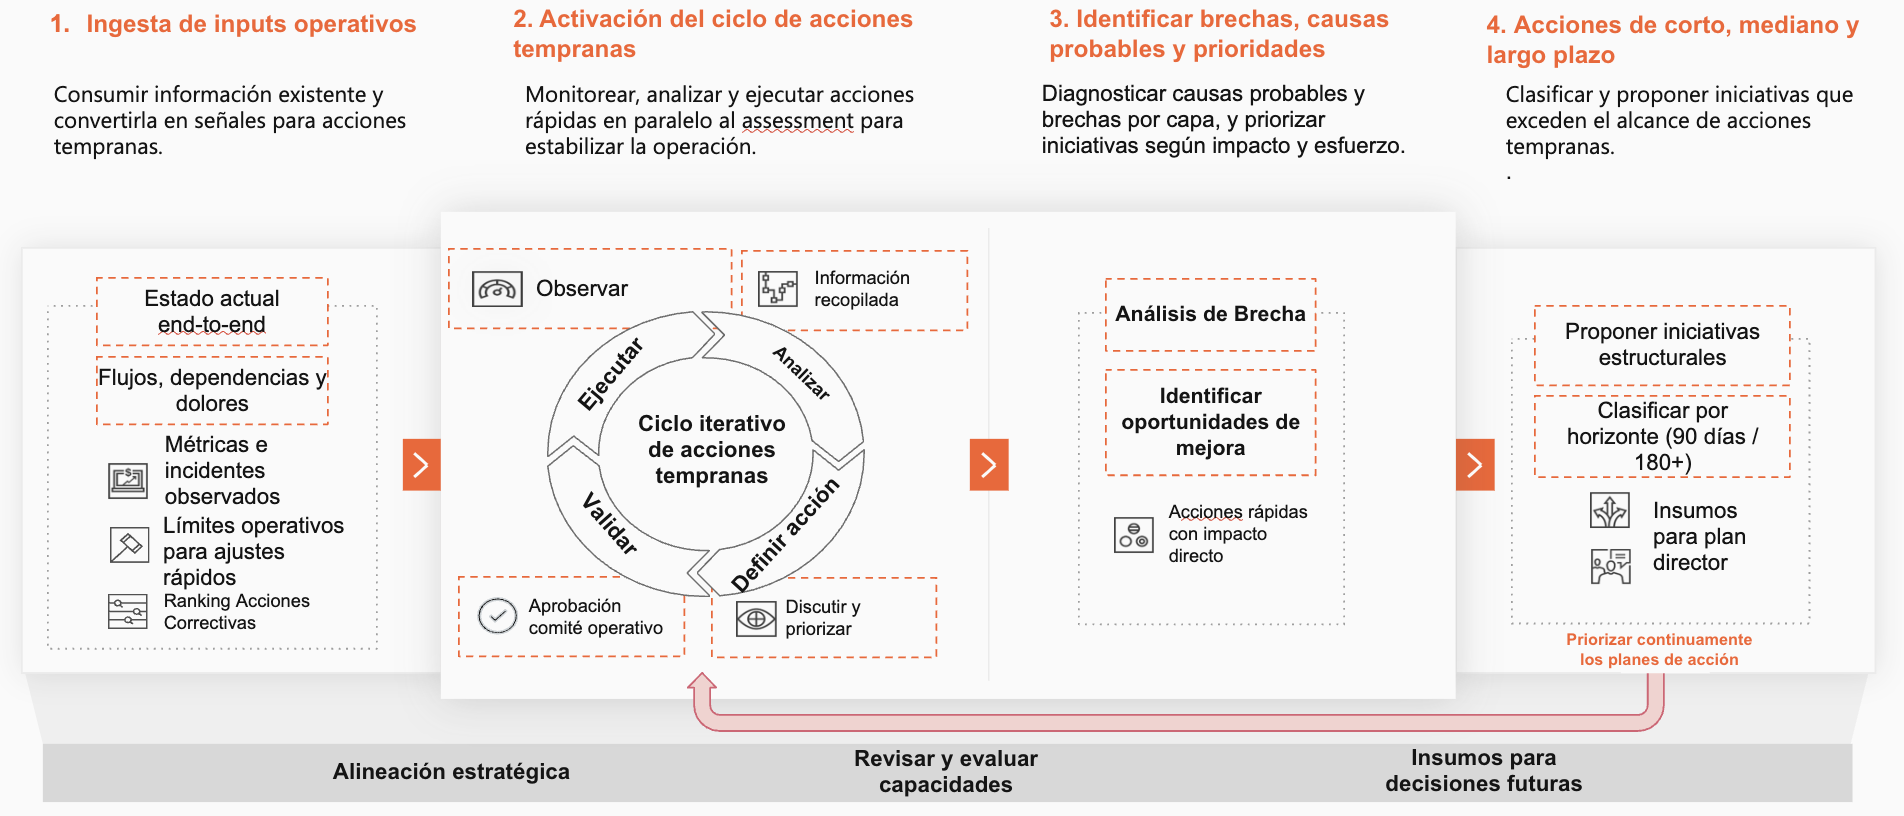 1. Ingesta de inputs operativos
Consumir información existente y
convertirla en señales para acciones
tempranas.
2. Activación del ciclo de acciones
tempranas
Monitorear, analizar y ejecutar acciones
rápidas en paralelo al assessment para
estabilizar la operación.
3. Identificar brechas, causas
probables y prioridades
Diagnosticar causas probables y
brechas por capa, y priorizar
iniciativas según impacto y esfuerzo.
4. Acciones de corto, mediano y
largo plazo
Clasificar y proponer iniciativas que
exceden el alcance de acciones
tempranas.
.
Estado actual
end-to-end
Flujos, dependencias y
dolores
Métricas e
incidentes
observados
Límites operativos
para ajustes
rápidos
Ranking Acciones
Correctivas
Observar
Información
recopilada
Ejecutar
Analizar
Ciclo iterativo
de acciones
tempranas
Validar
Definir acción
Aprobación
comité operativo
Discutir y
priorizar
Análisis de Brecha
Identificar
oportunidades de
mejora
Acciones rápidas
con impacto
directo
Proponer iniciativas
estructurales
Clasificar por
horizonte (90 días /
180+)
Insumos
para plan
director
Priorizar continuamente
los planes de acción
Alineación estratégica
Revisar y evaluar
capacidades
Insumos para
decisiones futuras